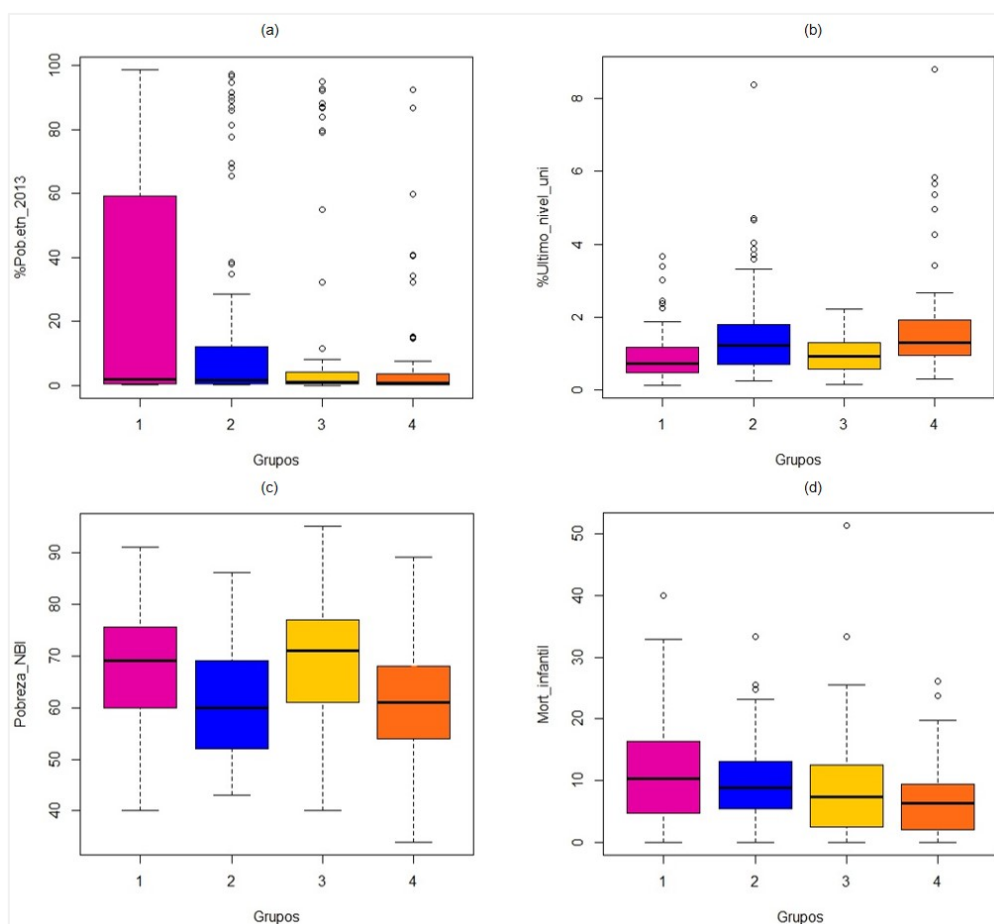 (a)
%Pob.etn_2013
100
80
60
40
20
0
1 2 3 4
Grupos
(b)
%Ultimo_nivel_uni
8
6
4
2
0
1 2 3 4
Grupos
(c)
Pobreza_NBI
90
80
70
60
50
40
1 2 3 4
Grupos
(d)
Mort_infantil
50
40
30
20
10
0
1 2 3 4
Grupos